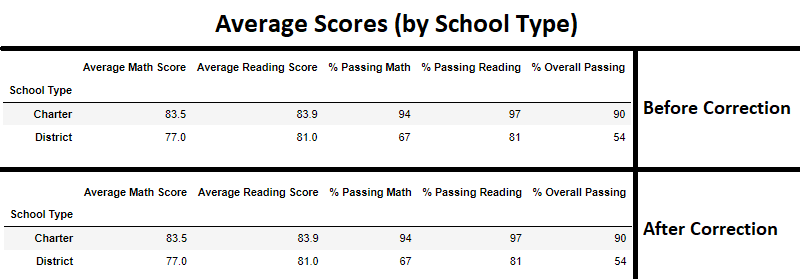 Average Scores (by School Type)
Average Math Score Average Reading Score % Passing Math % Passing Reading % Overall Passing
School Type
Charter 83.5 83.9 94 97 90
District 77.0 81.0 67 81 54
Before Correction
Average Math Score Average Reading Score % Passing Math % Passing Reading % Overall Passing
School Type
Charter 83.5 83.9 94 97 90
District 77.0 81.0 67 81 54
After Correction